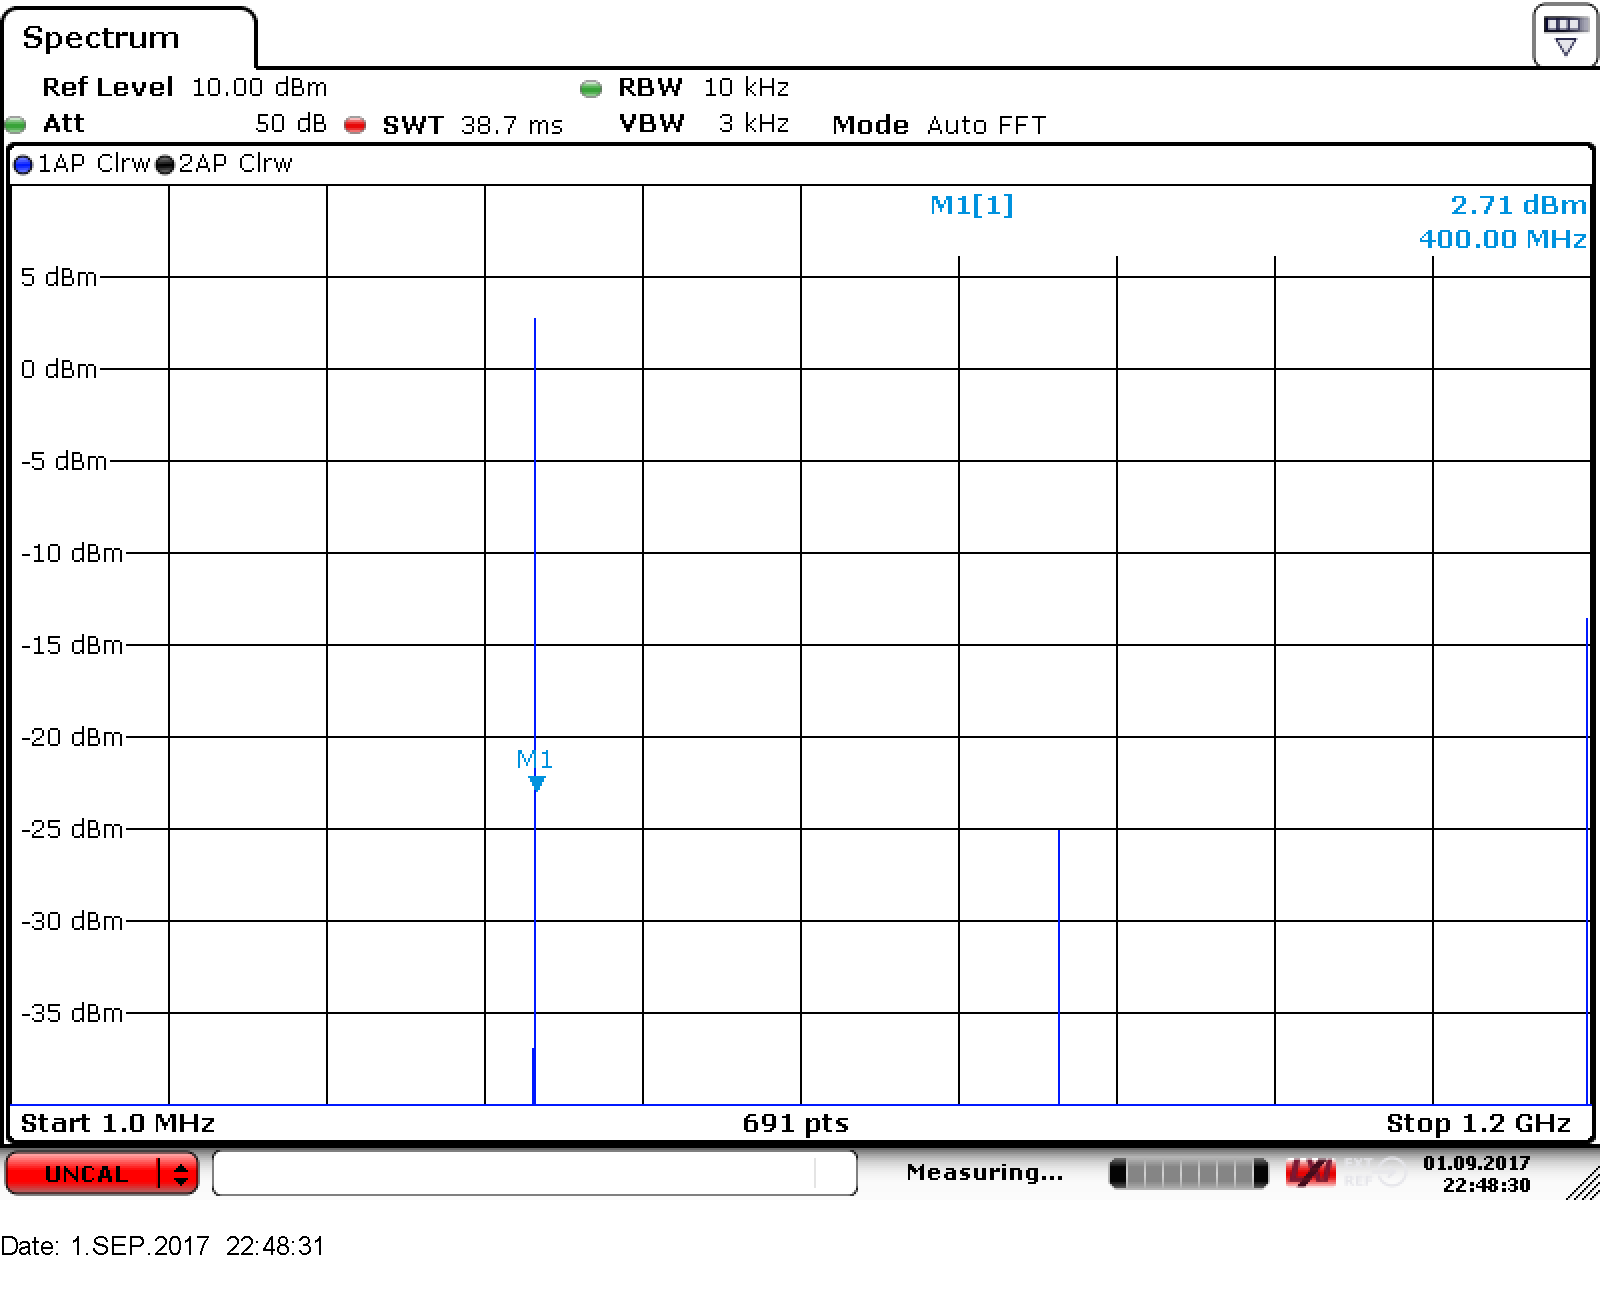 Spectrum
Ref Level 10.00 dBm RBW 10 kHz
Att 50 dB SWT 38.7 ms VBW 3 kHz Mode Auto FFT
1AP Clrw 2AP Clrw
M1[1] 2.71 dBm
400.00 MHz
5 dBm
0 dBm
-5 dBm
-10 dBm
-15 dBm
-20 dBm
M1
-25 dBm
-30 dBm
-35 dBm
Start 1.0 MHz 691 pts Stop 1.2 GHz
UNCAL Measuring... LXI EXT REF 01.09.2017
22:48:30
Date: 1.SEP.2017 22:48:31